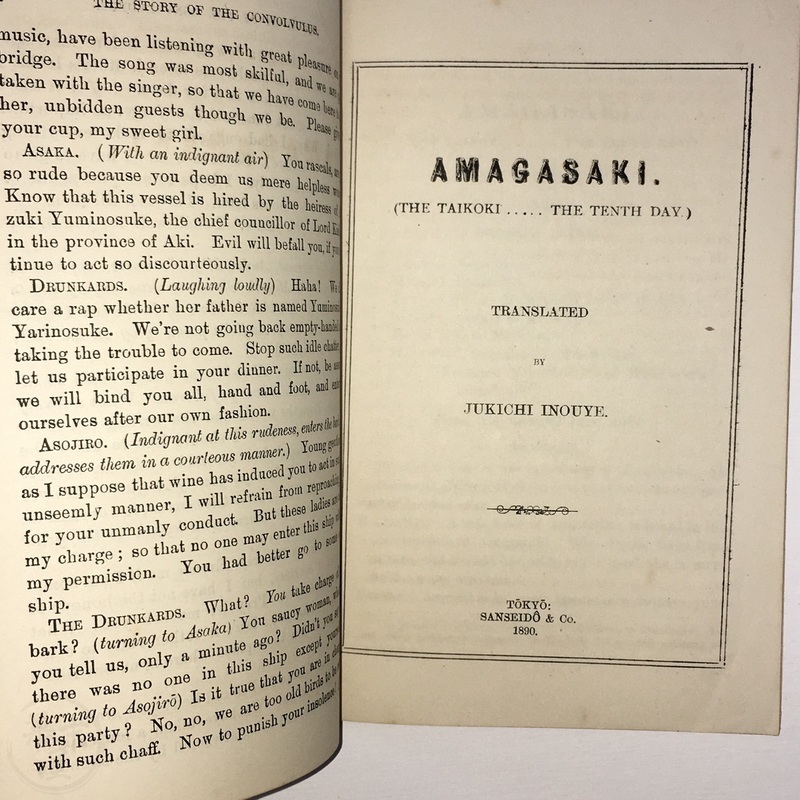 THE STORY OF THE CONVOLVULUS.
music, have been listening with great pleasure
bridge. The song was most skilful, and we
taken with the singer, so that we have come here
her, unbidden guests though we be. Please
your cup, my sweet girl.
ASAKA. (With an indignant air) You rascals,
so rude because you deem us mere helpless
Know that this vessel is hired by the heiress
zuki Yuminosuke, the chief councillor of Lord
in the province of Aki. Evil will befall you, if
tinue to act so discourteously.
DRUNKARDS. (Laughing loudly) Haha!
care a rap whether her father is named
Yarinosuke. We're not going back empty-handed
taking the trouble to come. Stop such idle
let us participate in your dinner. If not, be
we will bind you all, hand and foot, and
ourselves after our own fashion.
ASOJIRO. (Indignant at this rudeness, enters the
addresses them in a courteous manner.) Young
as I suppose that wine has induced you to act in
unseemly manner, I will refrain from
for your unmanly conduct. But these ladies
my charge; so that no one may enter this ship
my permission. You had better go to
ship.
THE DRUNKARDS. What? You take charge
bark? (turning to Asaka) You saucy woman,
you tell us, only a minute ago? Didn't you
there was no one in this ship except
(turning to Asojirō) Is it true that you are in
this party? No, no, we are too old birds to be
with such chaff. Now to punish your insolence
AMAGASAKI.
(THE TAIKOKI ..... THE TENTH DAY.)
TRANSLATED
BY
JUKICHI INOUYE.
TŌKYŌ:
SANSEIDŌ & Co.
1890.